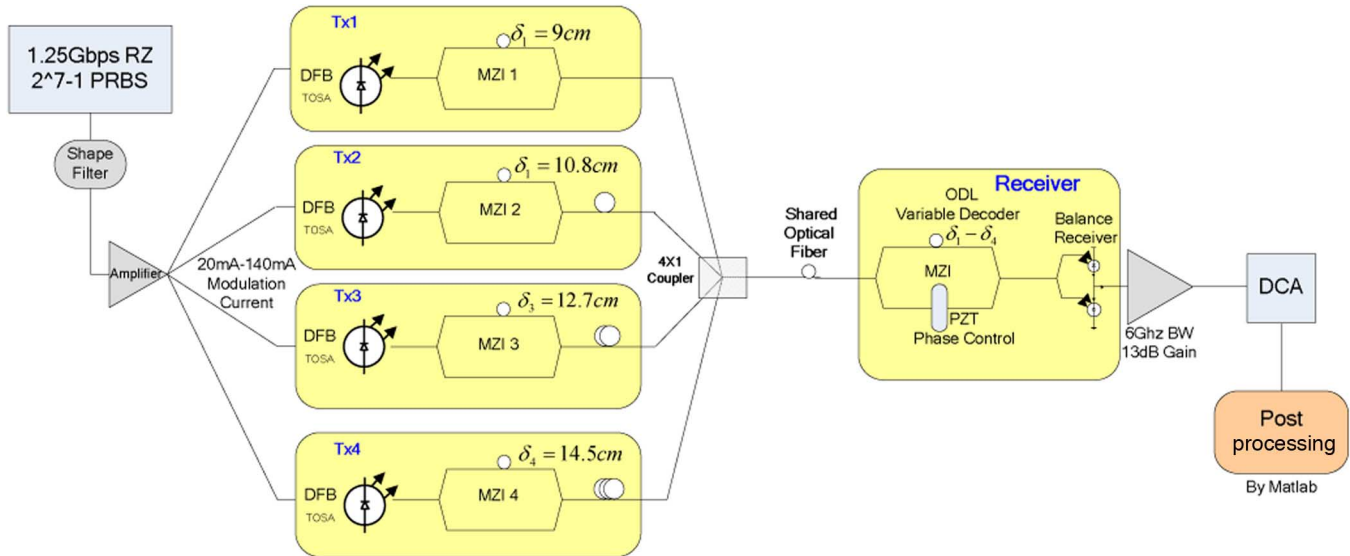 1.25Gbps RZ
2^7-1 PRBS
Shape
Filter
Amplifier
20mA-140mA
Modulation
Current
Tx1
δ₁ = 9cm
DFB
TOSA
MZI 1
Tx2
δ₁ = 10.8cm
DFB
TOSA
MZI 2
Tx3
δ₃ = 12.7cm
DFB
TOSA
MZI 3
Tx4
δ₄ = 14.5cm
DFB
TOSA
MZI 4
4X1
Coupler
Shared
Optical
Fiber
Receiver
ODL
Variable Decoder
δ₁ − δ₄
MZI
PZT
Phase Control
Balance
Receiver
6Ghz BW
13dB Gain
DCA
Post
processing
By Matlab